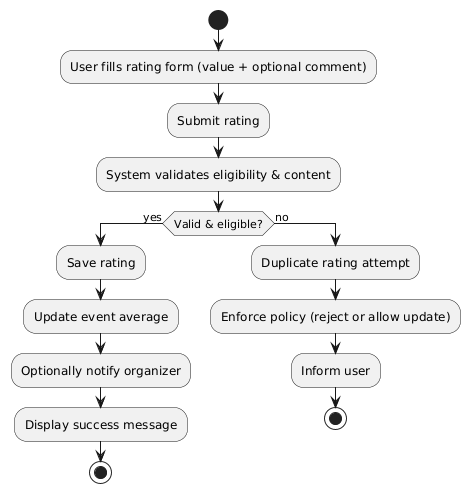 User fills rating form (value + optional comment)
Submit rating
System validates eligibility & content
Valid & eligible?
yes
no
Save rating
Update event average
Optionally notify organizer
Display success message
Duplicate rating attempt
Enforce policy (reject or allow update)
Inform user